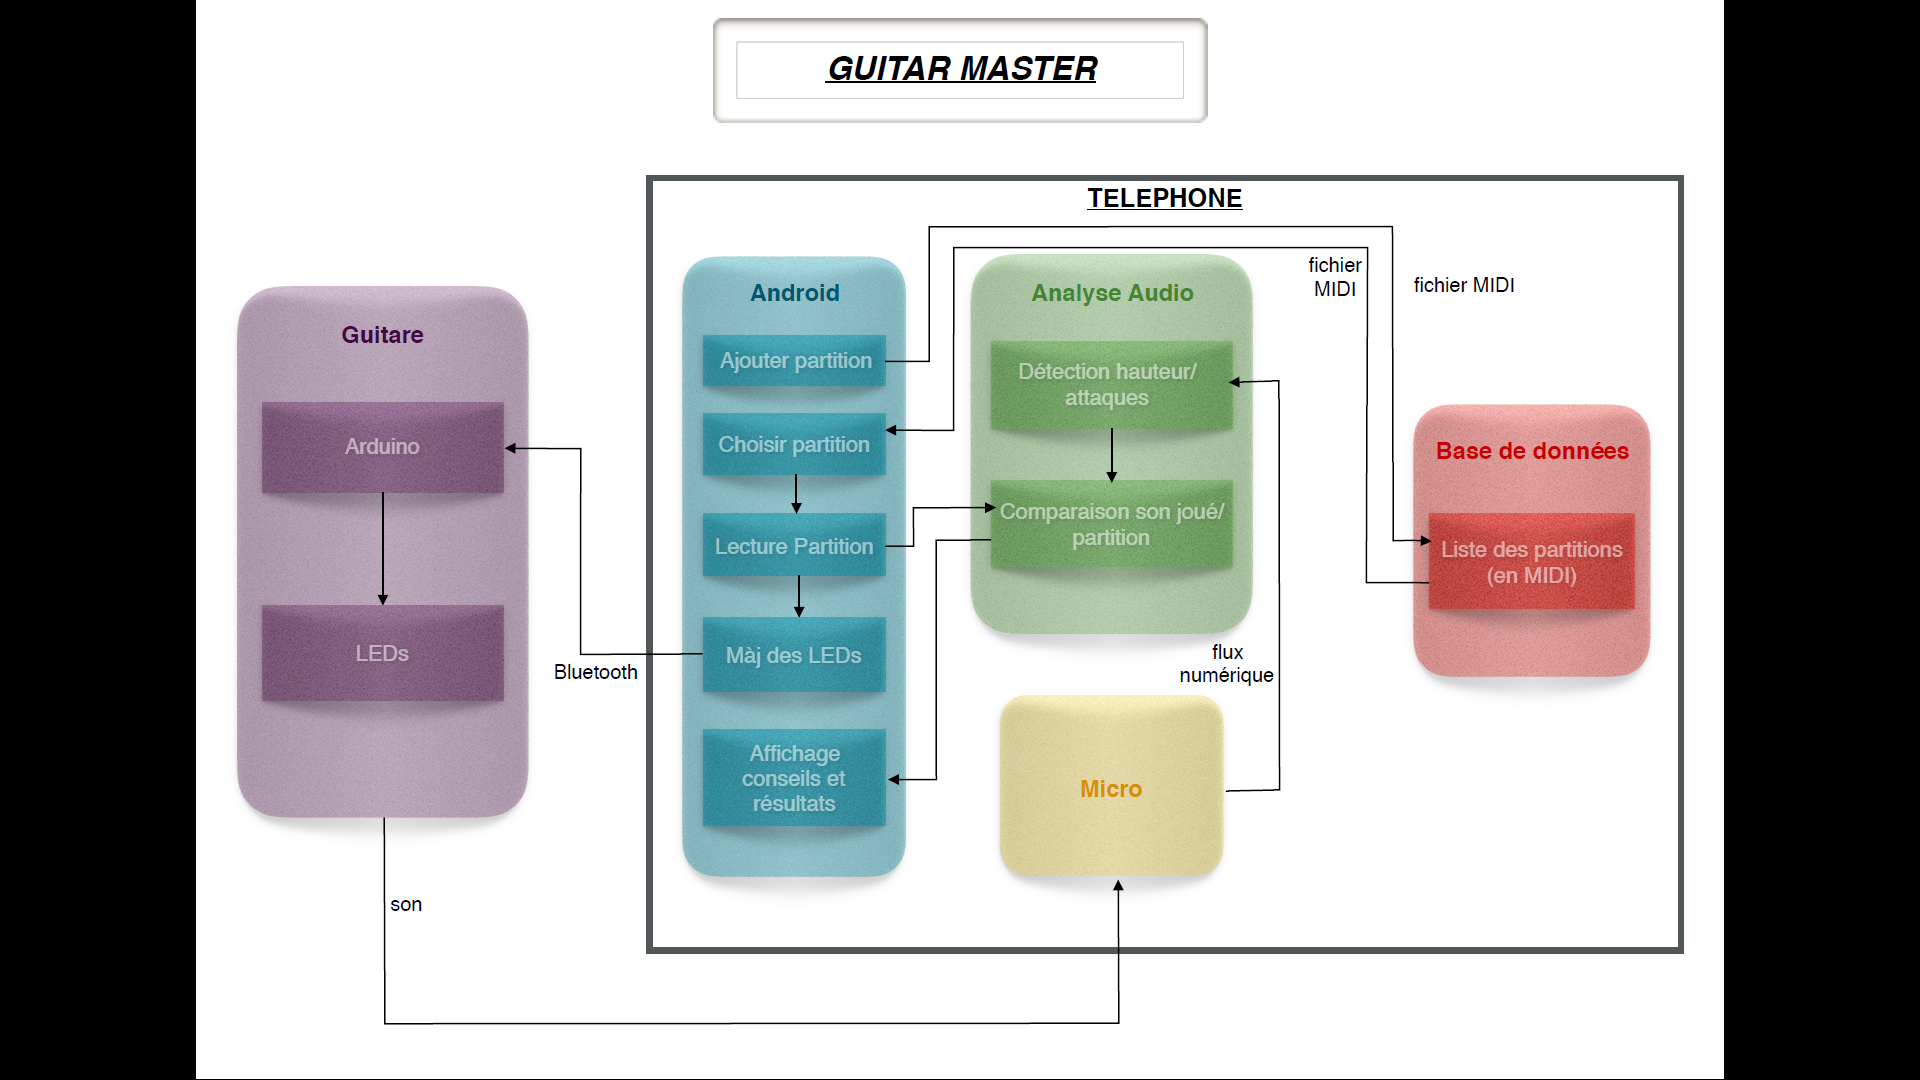 GUITAR MASTER
TELEPHONE
Guitare
Arduino
LEDs
Bluetooth
son
Android
Ajouter partition
Choisir partition
Lecture Partition
Màj des LEDs
Affichage
conseils et
résultats
Analyse Audio
Détection hauteur/
attaques
Comparaison son joué/
partition
flux
numérique
Micro
fichier
MIDI
fichier MIDI
Base de données
Liste des partitions
(en MIDI)